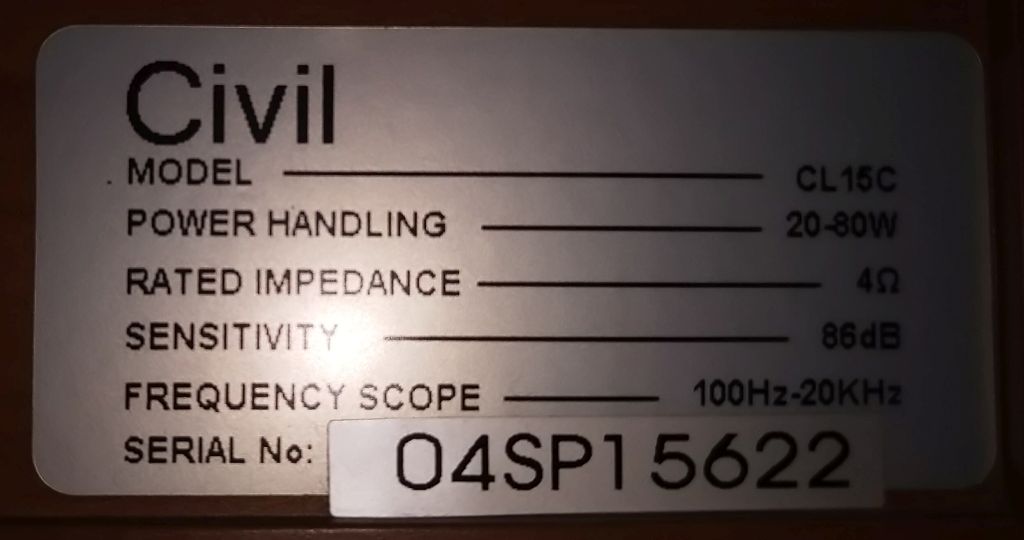 Civil
MODEL CL15C
POWER HANDLING 20-80W
RATED IMPEDANCE 4Ω
SENSITIVITY 86dB
FREQUENCY SCOPE 100Hz-20KHz
SERIAL No: 04SP15622